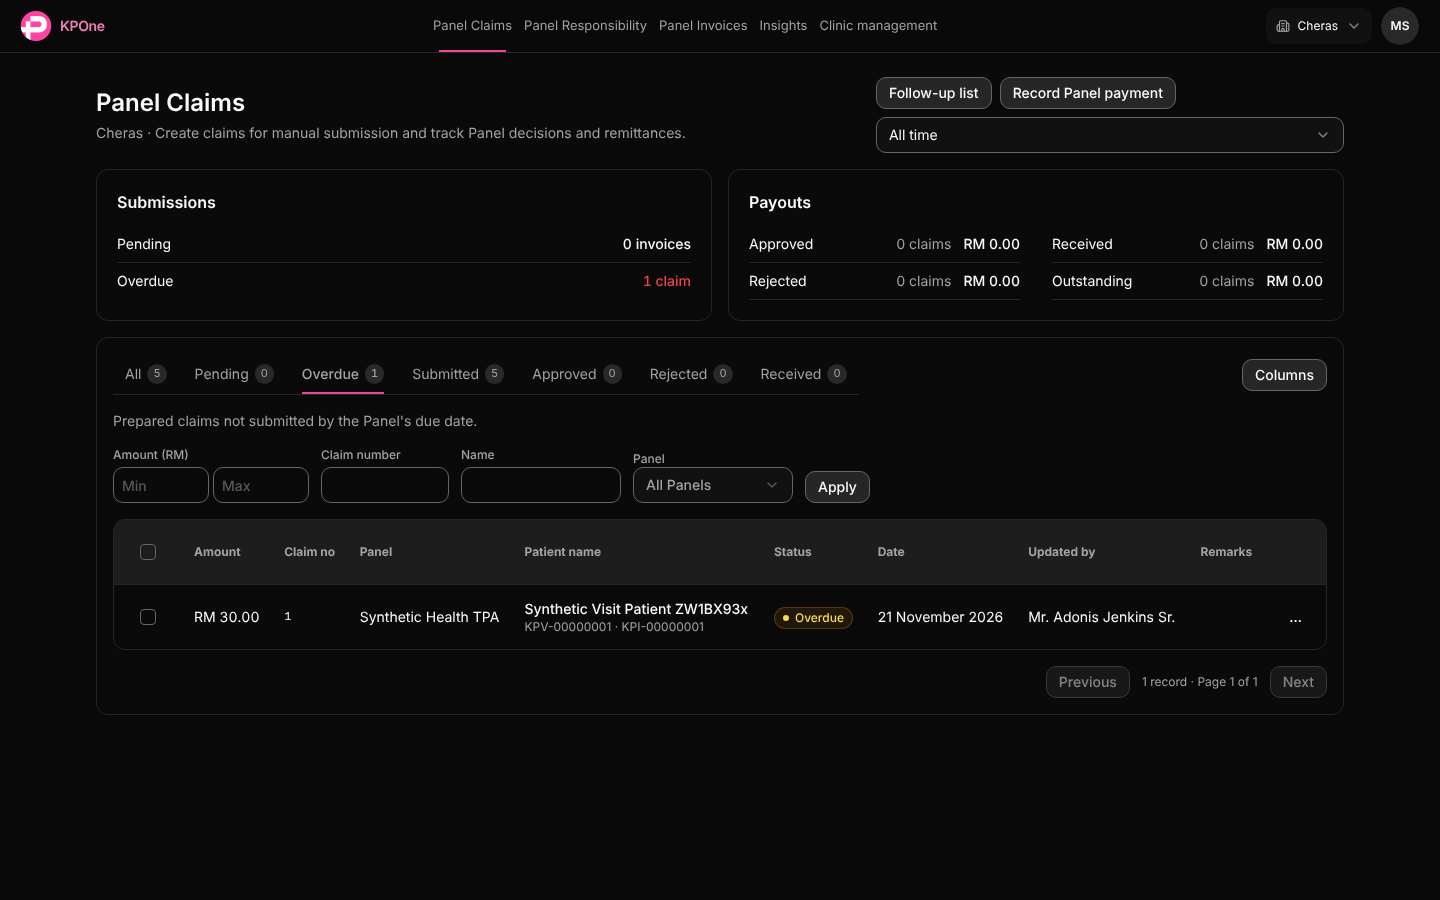 KPOne
Panel Claims Panel Responsibility Panel Invoices Insights Clinic management
Cheras
MS
Panel Claims
Cheras · Create claims for manual submission and track Panel decisions and remittances.
Follow-up list
Record Panel payment
All time
Submissions
Pending 0 invoices
Overdue 1 claim
Payouts
Approved 0 claims RM 0.00
Received 0 claims RM 0.00
Rejected 0 claims RM 0.00
Outstanding 0 claims RM 0.00
All 5 Pending 0 Overdue 1 Submitted 5 Approved 0 Rejected 0 Received 0
Columns
Prepared claims not submitted by the Panel's due date.
Amount (RM) Claim number Name Panel
Min Max All Panels Apply
Amount Claim no Panel Patient name Status Date Updated by Remarks
RM 30.00 1 Synthetic Health TPA Synthetic Visit Patient ZW1BX93x Overdue 21 November 2026 Mr. Adonis Jenkins Sr. ...
KPV-00000001 · KPI-00000001
Previous 1 record · Page 1 of 1 Next